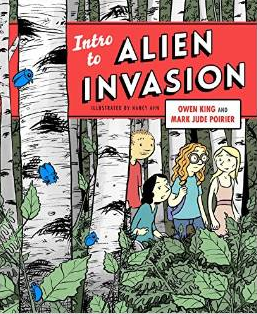 Intro
to ALIEN
INVASION
ILLUSTRATED BY NANCY AHN
OWEN KING AND
MARK JUDE POIRIER